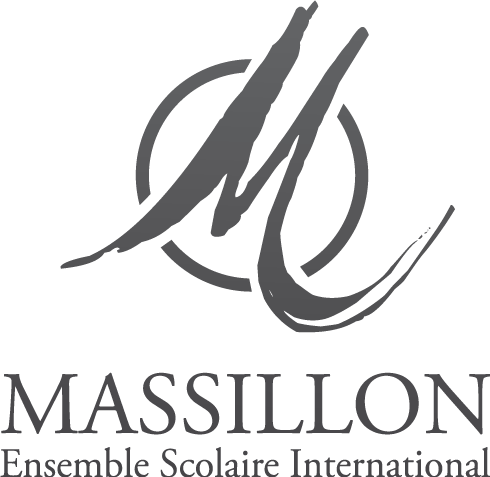 M
MASSILLON
Ensemble Scolaire International